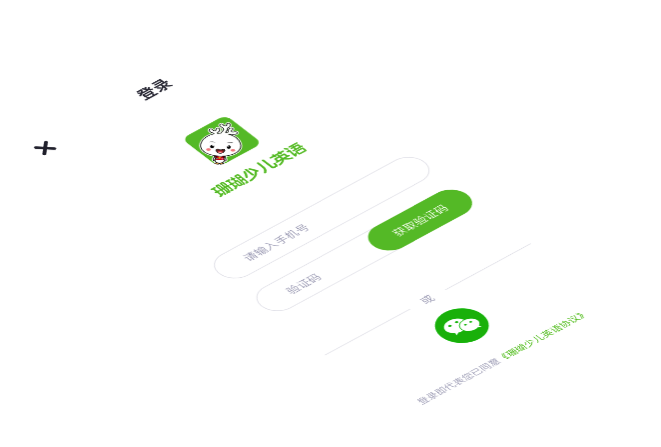 登录
珊瑚少儿英语
请输入手机号
验证码
获取验证码
或
登录即代表您已同意《珊瑚少儿英语协议》